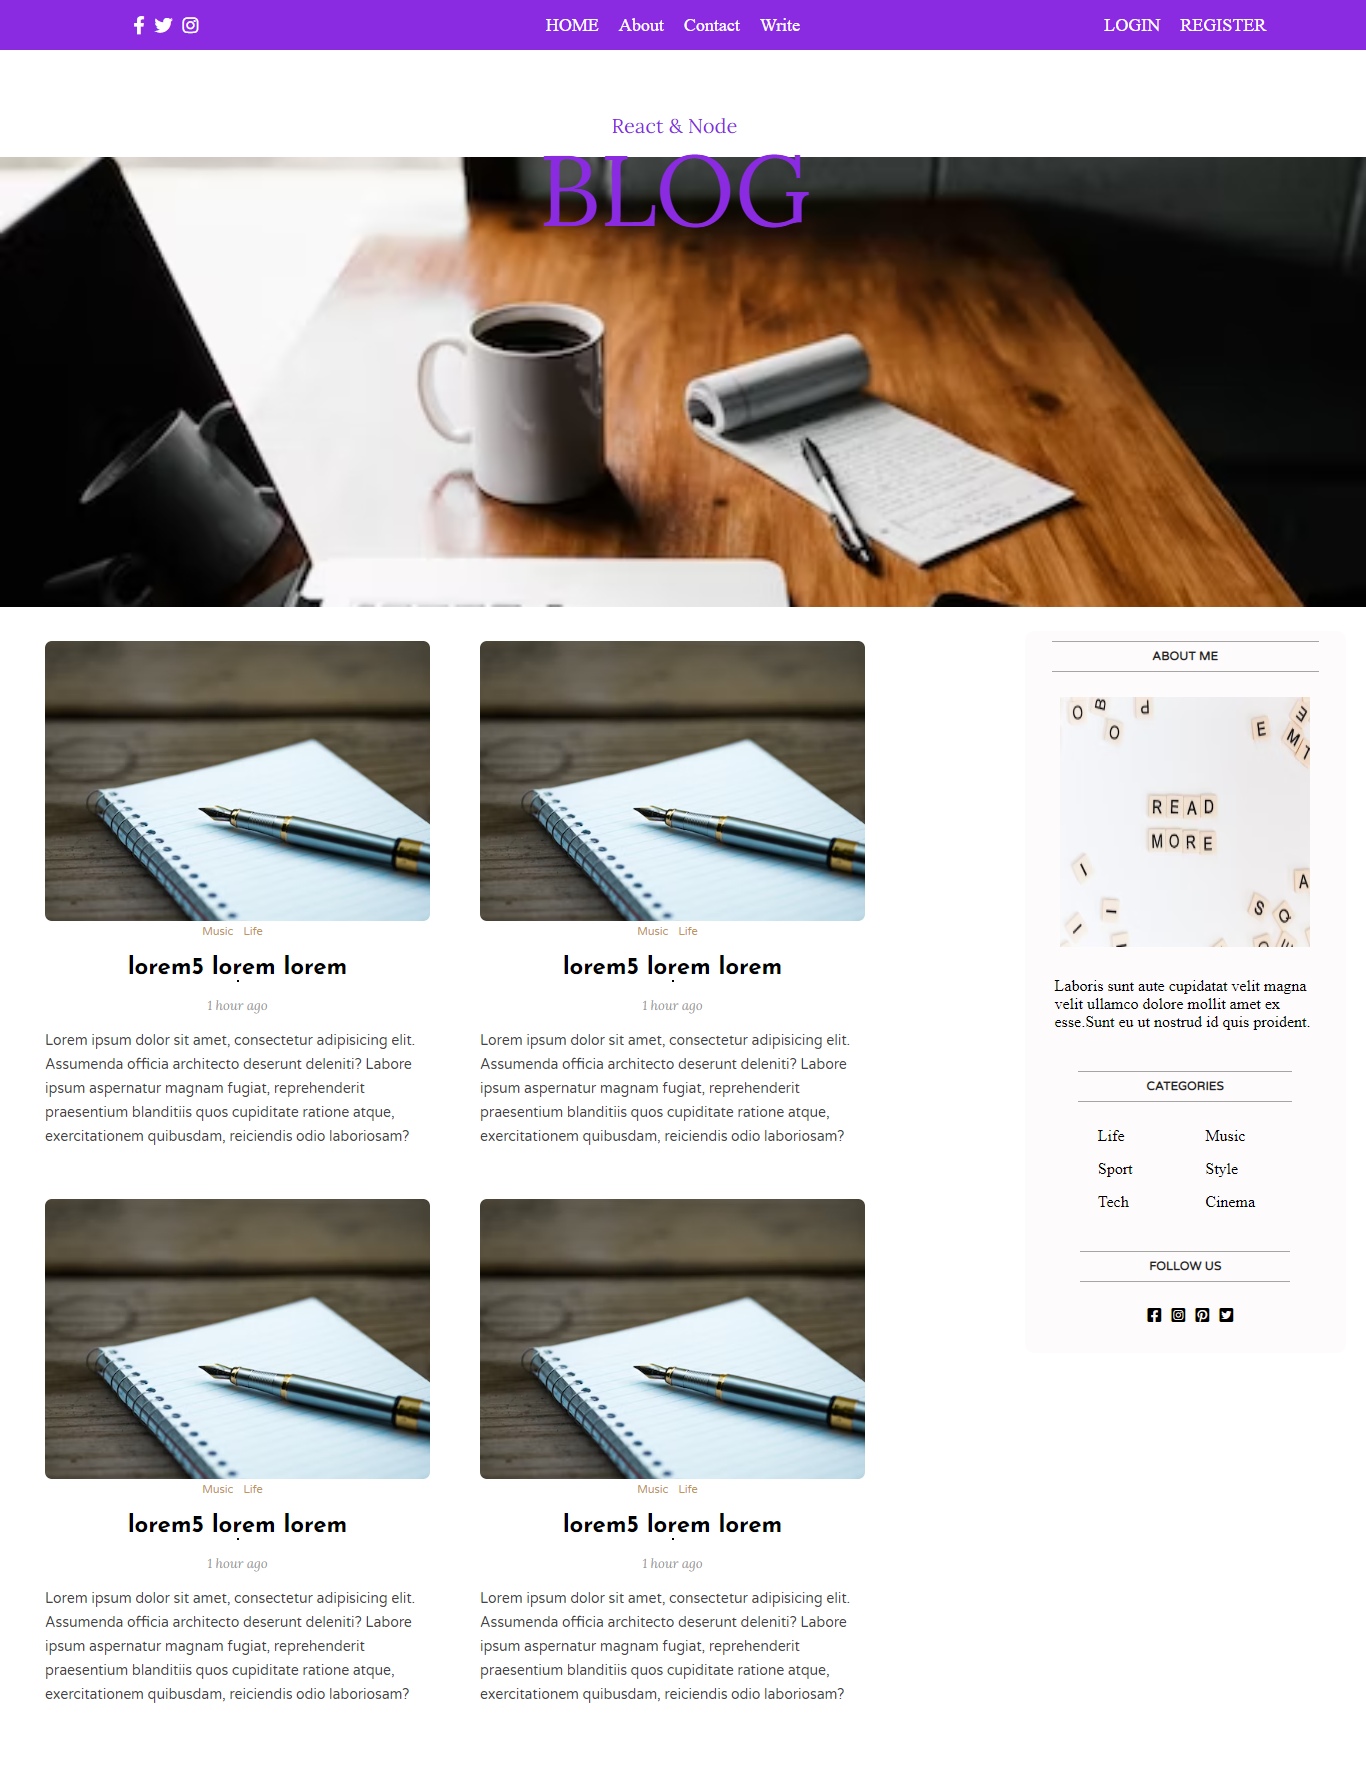 HOME About Contact Write
LOGIN REGISTER
React & Node
BLOG
Music Life
lorem5 lorem lorem
1 hour ago
Lorem ipsum dolor sit amet, consectetur adipisicing elit.
Assumenda officia architecto deserunt deleniti? Labore
ipsum aspernatur magnam fugiat, reprehenderit
praesentium blanditiis quos cupiditate ratione atque,
exercitationem quibusdam, reiciendis odio laboriosam?
Music Life
lorem5 lorem lorem
1 hour ago
Lorem ipsum dolor sit amet, consectetur adipisicing elit.
Assumenda officia architecto deserunt deleniti? Labore
ipsum aspernatur magnam fugiat, reprehenderit
praesentium blanditiis quos cupiditate ratione atque,
exercitationem quibusdam, reiciendis odio laboriosam?
Music Life
lorem5 lorem lorem
1 hour ago
Lorem ipsum dolor sit amet, consectetur adipisicing elit.
Assumenda officia architecto deserunt deleniti? Labore
ipsum aspernatur magnam fugiat, reprehenderit
praesentium blanditiis quos cupiditate ratione atque,
exercitationem quibusdam, reiciendis odio laboriosam?
Music Life
lorem5 lorem lorem
1 hour ago
Lorem ipsum dolor sit amet, consectetur adipisicing elit.
Assumenda officia architecto deserunt deleniti? Labore
ipsum aspernatur magnam fugiat, reprehenderit
praesentium blanditiis quos cupiditate ratione atque,
exercitationem quibusdam, reiciendis odio laboriosam?
ABOUT ME
READ
MORE
Laboris sunt aute cupidatat velit magna
velit ullamco dolore mollit amet ex
esse.Sunt eu ut nostrud id quis proident.
CATEGORIES
Life Music
Sport Style
Tech Cinema
FOLLOW US